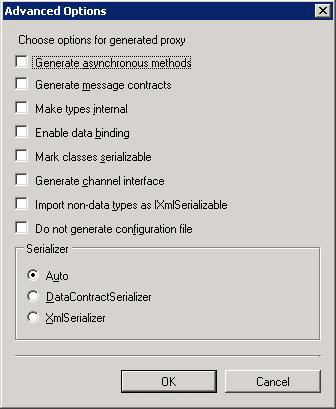 Advanced Options
Choose options for generated proxy
Generate asynchronous methods
Generate message contracts
Make types internal
Enable data binding
Mark classes serializable
Generate channel interface
Import non-data types as IXmlSerializable
Do not generate configuration file
Serializer
Auto
DataContractSerializer
XmlSerializer
OK
Cancel